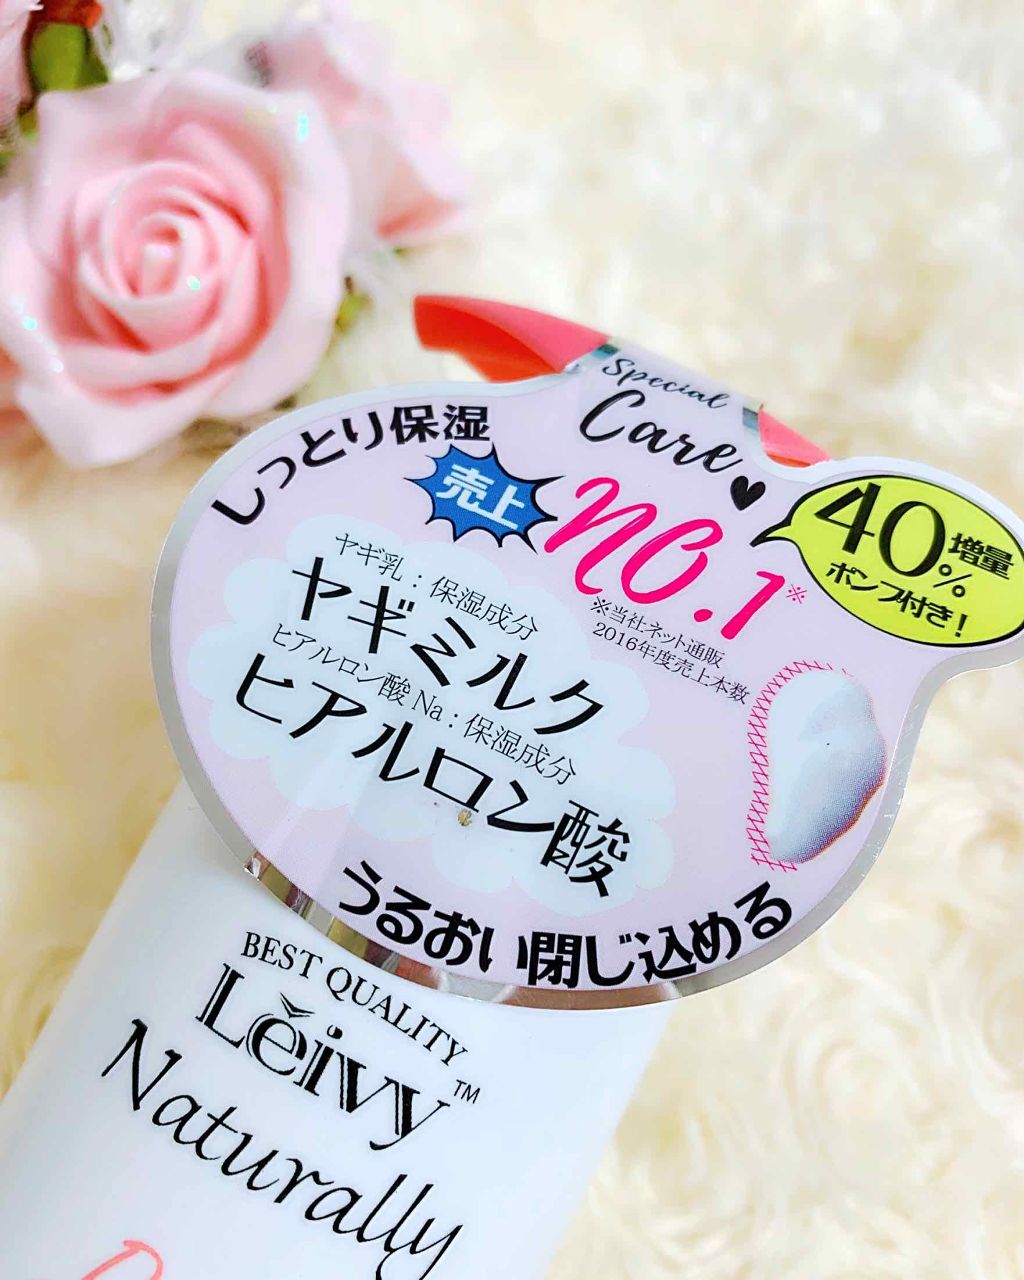 Special
Care
しっとり保湿
売上
no.1※
40%増量
ポンプ付き!
※当社ネット通販
2016年度売上本数
ヤギ乳:保湿成分
ヤギミルク
ヒアルロン酸Na:保湿成分
ヒアルロン酸
うるおい閉じ込める
BEST QUALITY
Leivy™
Naturally